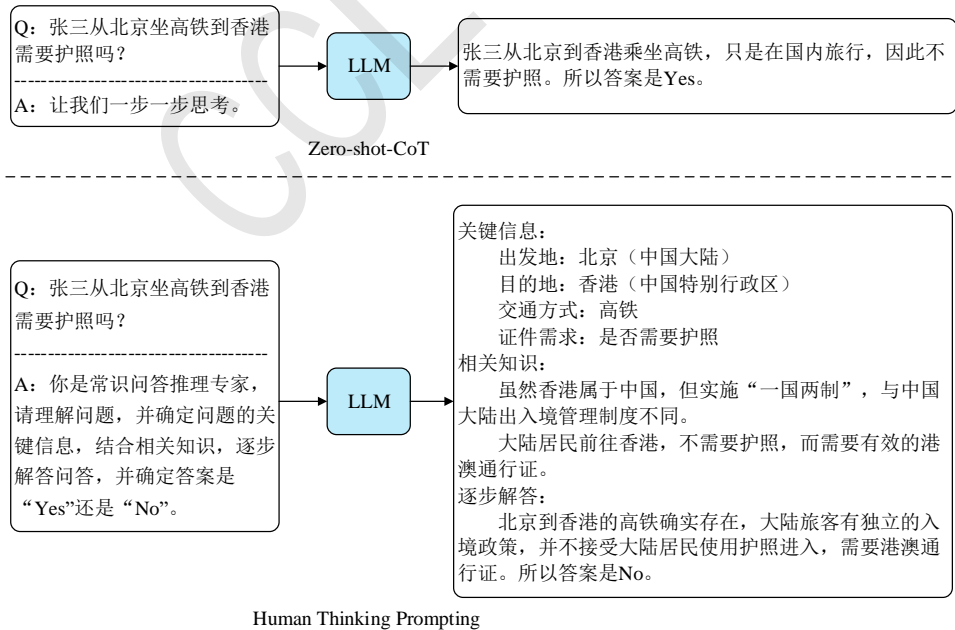 Q：张三从北京坐高铁到香港
需要护照吗？
A：让我们一步一步思考。
LLM
张三从北京到香港乘坐高铁，只是在国内旅行，因此不
需要护照。所以答案是Yes。
Zero-shot-CoT
Q：张三从北京坐高铁到香港
需要护照吗？
A：你是常识问答推理专家，
请理解问题，并确定问题的关
键信息，结合相关知识，逐步
解答问答，并确定答案是
“Yes”还是“No”。
LLM
关键信息：
出发地：北京（中国大陆）
目的地：香港（中国特别行政区）
交通方式：高铁
证件需求：是否需要护照
相关知识：
虽然香港属于中国，但实施“一国两制”，与中国
大陆出入境管理制度不同。
大陆居民前往香港，不需要护照，而需要有效的港
澳通行证。
逐步解答：
北京到香港的高铁确实存在，大陆旅客有独立的入
境政策，并不接受大陆居民使用护照进入，需要港澳通
行证。所以答案是No。
Human Thinking Prompting
CCL